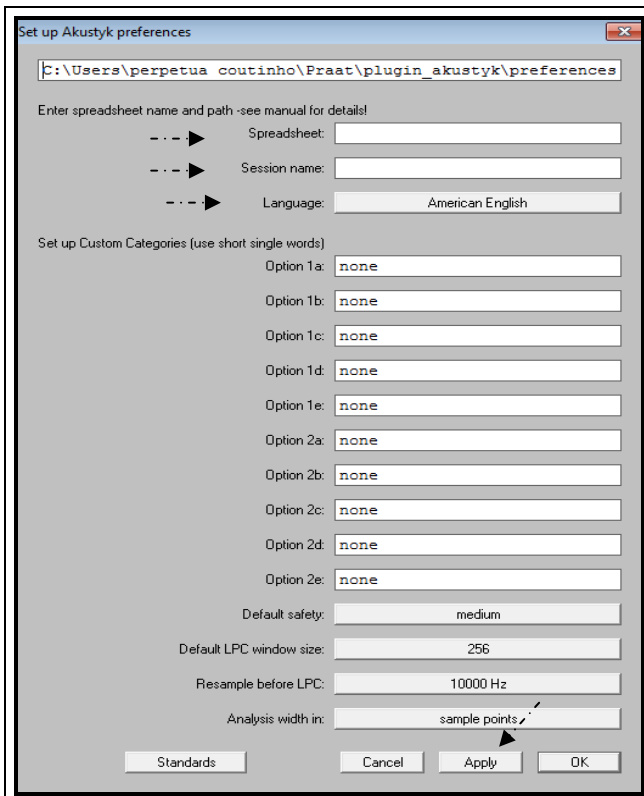 Set up Akustyk preferences
C:\Users\perpetua coutinho\Praat\plugin_akustyk\preferences
Enter spreadsheet name and path -see manual for details!
Spreadsheet:
Session name:
Language: American English
Set up Custom Categories (use short single words)
Option 1a: none
Option 1b: none
Option 1c: none
Option 1d: none
Option 1e: none
Option 2a: none
Option 2b: none
Option 2c: none
Option 2d: none
Option 2e: none
Default safety: medium
Default LPC window size: 256
Resample before LPC: 10000 Hz
Analysis width in: sample points
Standards Cancel Apply OK